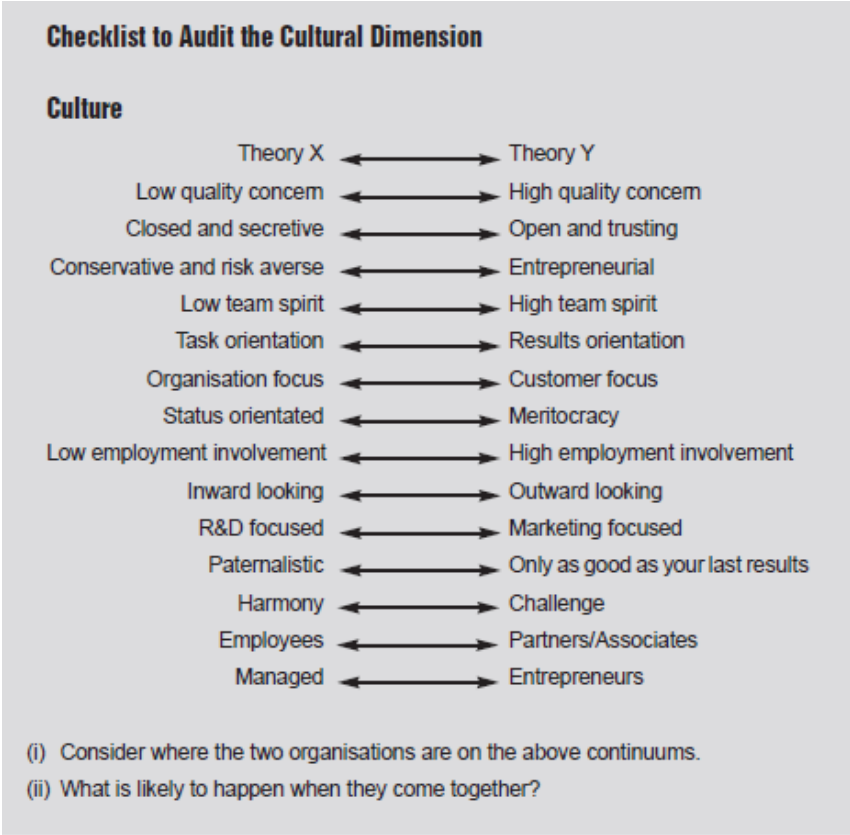 Checklist to Audit the Cultural Dimension
Culture
Theory X Theory Y
Low quality concern High quality concern
Closed and secretive Open and trusting
Conservative and risk averse Entrepreneurial
Low team spirit High team spirit
Task orientation Results orientation
Organisation focus Customer focus
Status orientated Meritocracy
Low employment involvement High employment involvement
Inward looking Outward looking
R&D focused Marketing focused
Paternalistic Only as good as your last results
Harmony Challenge
Employees Partners/Associates
Managed Entrepreneurs
(i) Consider where the two organisations are on the above continuums.
(ii) What is likely to happen when they come together?